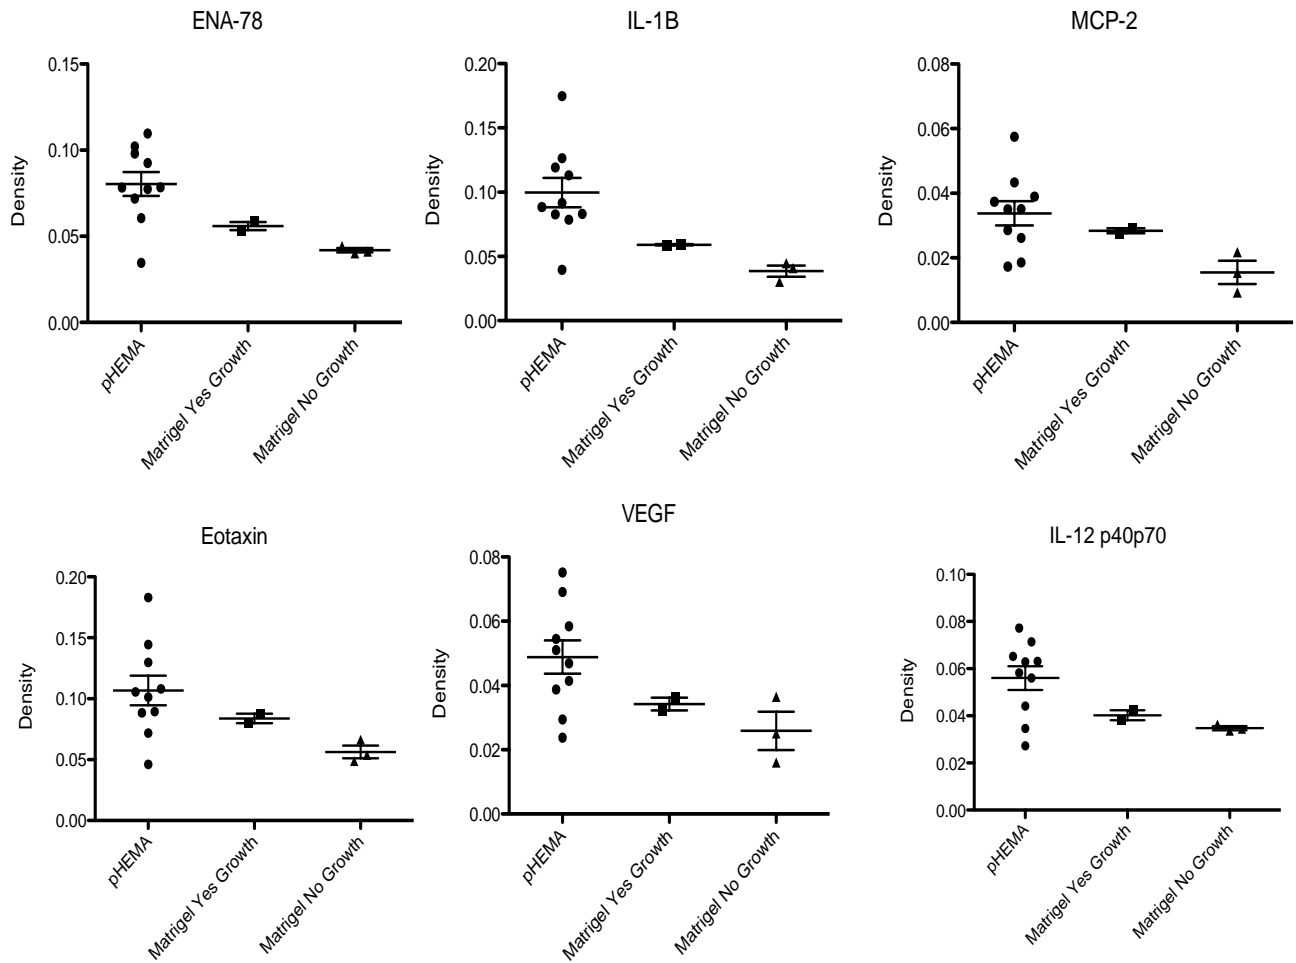 ENA-78
IL-1B
MCP-2
0.15
0.10
0.05
0.00
Density
pHEMA
Matrigel Yes Growth
Matrigel No Growth
0.20
0.15
0.10
0.05
0.00
Density
pHEMA
Matrigel Yes Growth
Matrigel No Growth
0.08
0.06
0.04
0.02
0.00
Density
pHEMA
Matrigel Yes Growth
Matrigel No Growth
Eotaxin
VEGF
IL-12 p40p70
0.20
0.15
0.10
0.05
0.00
Density
pHEMA
Matrigel Yes Growth
Matrigel No Growth
0.08
0.06
0.04
0.02
0.00
Density
pHEMA
Matrigel Yes Growth
Matrigel No Growth
0.10
0.08
0.06
0.04
0.02
0.00
Density
pHEMA
Matrigel Yes Growth
Matrigel No Growth